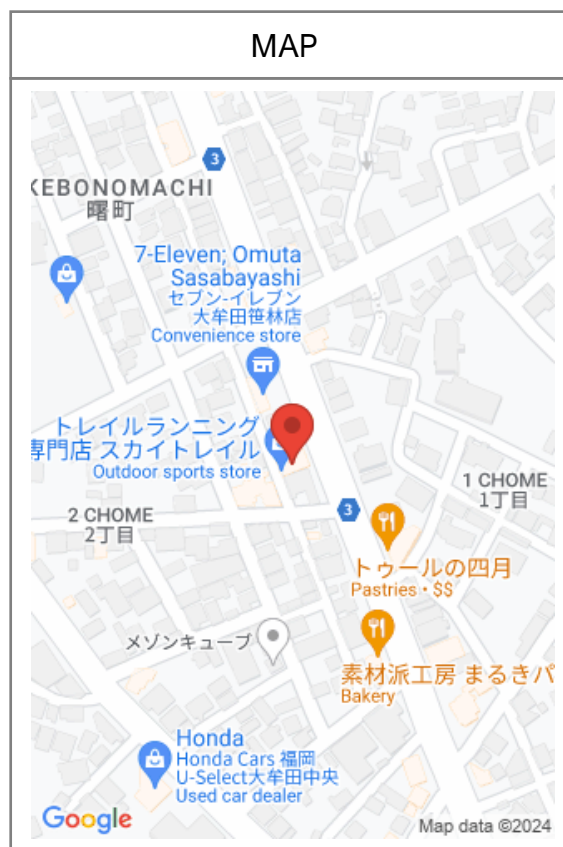 MAP
3
KEBONOMACHI
曙町
7-Eleven; Omuta
Sasabayashi
セブン-イレブン
大牟田笹林店
Convenience store
トレイルランニング
専門店 スカイトレイル
Outdoor sports store
1 CHOME
1丁目
2 CHOME
2丁目
3
トゥールの四月
Pastries • $$
メゾンキューブ
素材派工房 まるきパ
Bakery
Honda
Honda Cars 福岡
U-Select大牟田中央
Used car dealer
Google
Map data ©2024